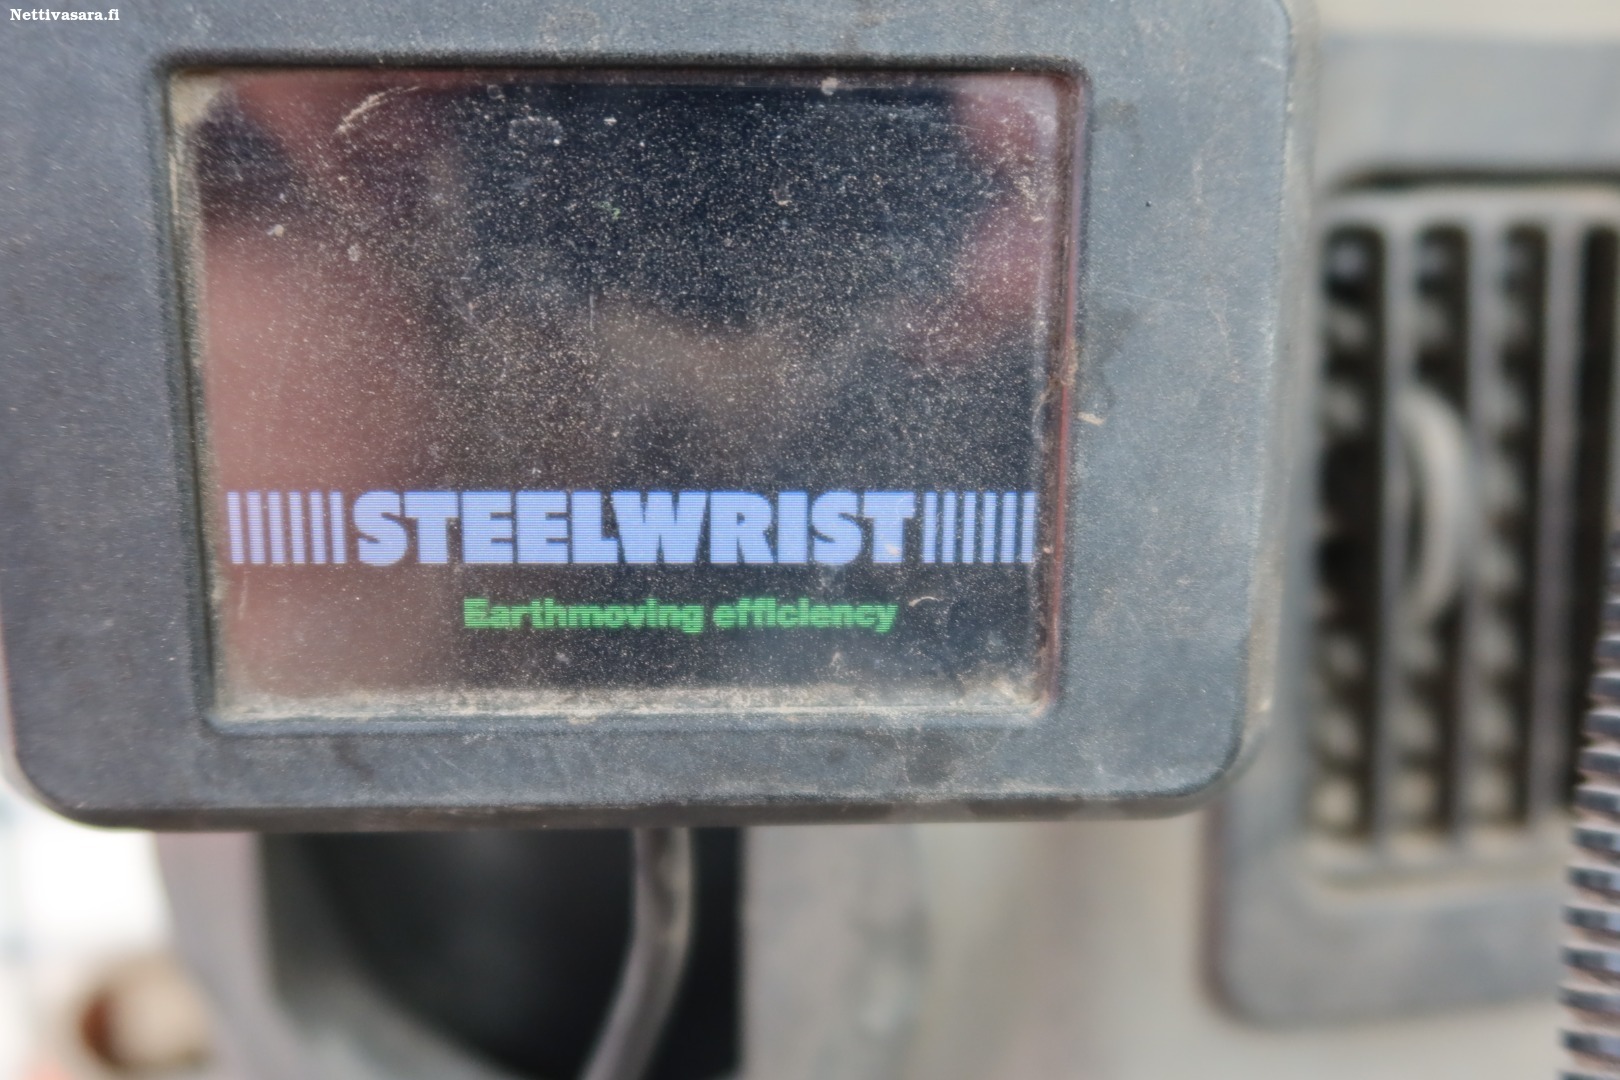 Nettivasara.fi
STEELWRIST
Earthmoving efficiency